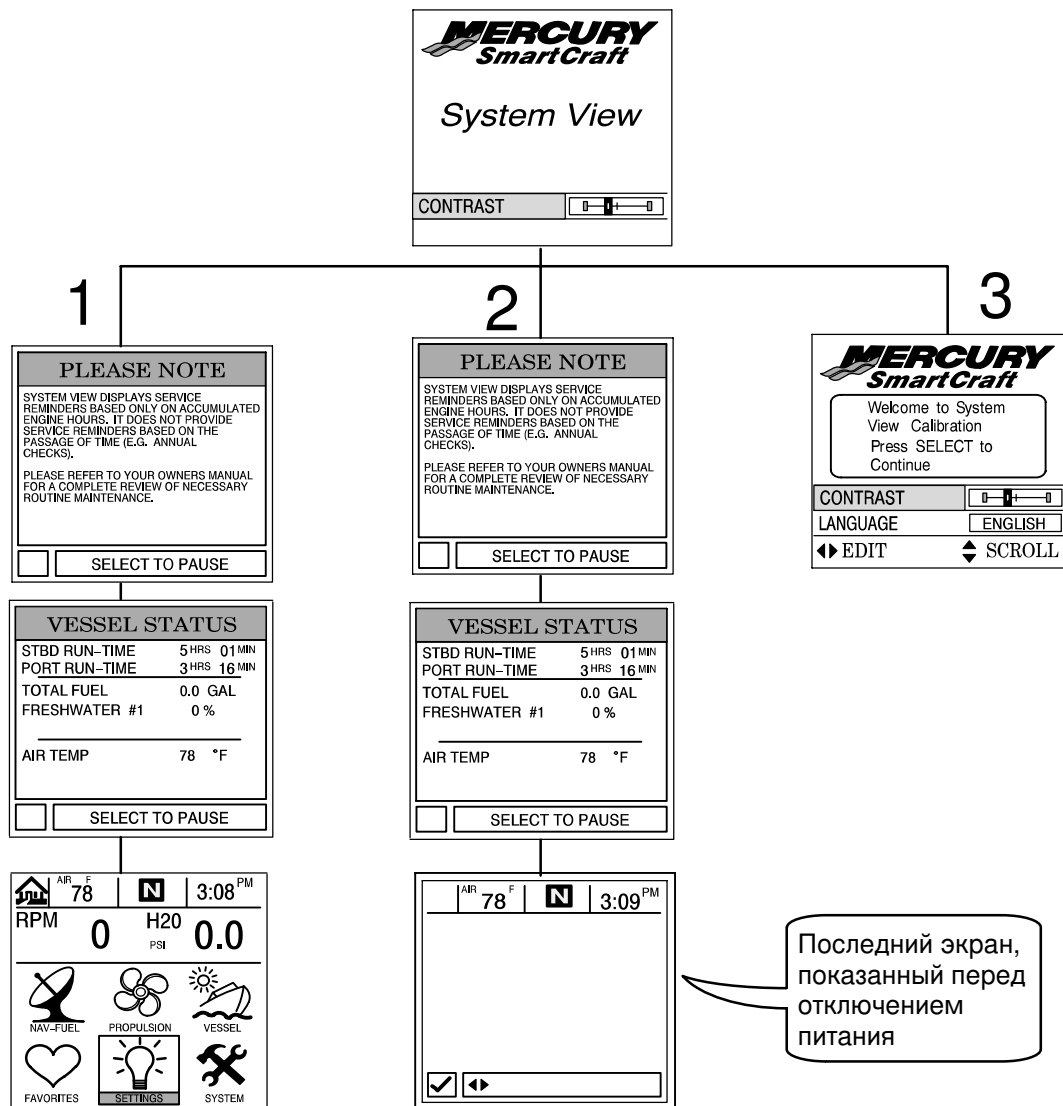 MERCURY
SmartCraft
System View
CONTRAST
1
PLEASE NOTE
SYSTEM VIEW DISPLAYS SERVICE
REMINDERS BASED ONLY ON ACCUMULATED
ENGINE HOURS. IT DOES NOT PROVIDE
SERVICE REMINDERS BASED ON THE
PASSAGE OF TIME (E.G. ANNUAL
CHECKS).
PLEASE REFER TO YOUR OWNERS MANUAL
FOR A COMPLETE REVIEW OF NECESSARY
ROUTINE MAINTENANCE.
SELECT TO PAUSE
VESSEL STATUS
STBD RUN–TIME 5 HRS 01 MIN
PORT RUN–TIME 3 HRS 16 MIN
TOTAL FUEL 0.0 GAL
FRESHWATER #1 0 %
AIR TEMP 78 °F
SELECT TO PAUSE
AIR 78 F N 3:08 PM
RPM 0 H20 PSI 0.0
NAV–FUEL PROPULSION VESSEL
FAVORITES SETTINGS SYSTEM
2
PLEASE NOTE
SYSTEM VIEW DISPLAYS SERVICE
REMINDERS BASED ONLY ON ACCUMULATED
ENGINE HOURS. IT DOES NOT PROVIDE
SERVICE REMINDERS BASED ON THE
PASSAGE OF TIME (E.G. ANNUAL
CHECKS).
PLEASE REFER TO YOUR OWNERS MANUAL
FOR A COMPLETE REVIEW OF NECESSARY
ROUTINE MAINTENANCE.
SELECT TO PAUSE
VESSEL STATUS
STBD RUN–TIME 5 HRS 01 MIN
PORT RUN–TIME 3 HRS 16 MIN
TOTAL FUEL 0.0 GAL
FRESHWATER #1 0 %
AIR TEMP 78 °F
SELECT TO PAUSE
AIR 78 F N 3:09 PM
Последний экран,
показанный перед
отключением
питания
3
MERCURY
SmartCraft
Welcome to System
View Calibration
Press SELECT to
Continue
CONTRAST
LANGUAGE ENGLISH
EDIT SCROLL